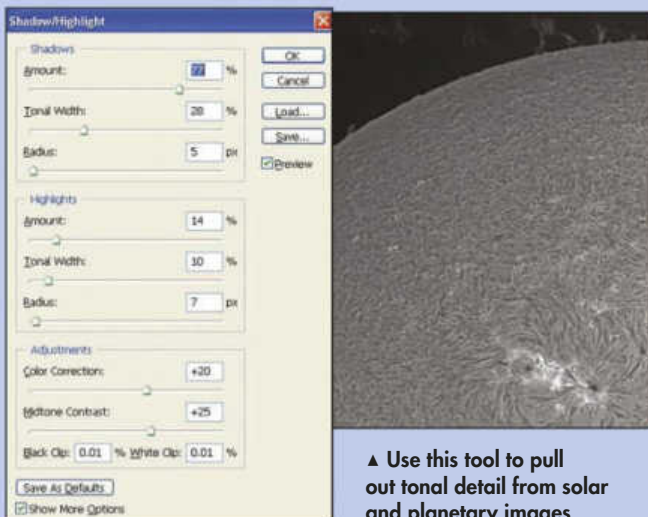 Shadow/Highlight
Shadows
Amount: 77 %
Tonal Width: 28 %
Radius: 5 px
Highlights
Amount: 14 %
Tonal Width: 10 %
Radius: 7 px
Adjustments
Color Correction: +20
Midtone Contrast: +25
Black Clip: 0.01 % White Clip: 0.01 %
Save As Defaults
Show More Options
OK
Cancel
Load...
Save...
Preview
▲ Use this tool to pull
out tonal detail from solar
and planetary images